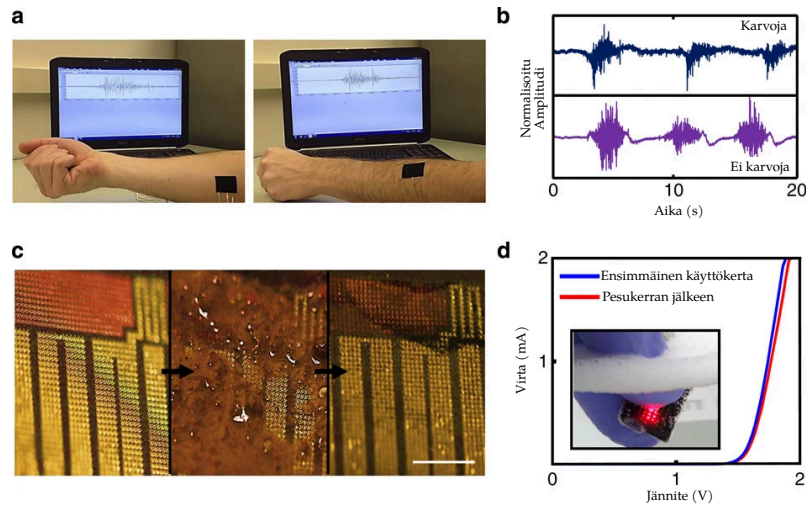 a
b
Karvoja
Normalisoitu
Amplitudi
Ei karvoja
0
10
20
Aika (s)
c
d
2
Ensimmäinen käyttökerta
Pesukerran jälkeen
Virta (mA)
1
1
2
Jännite (V)